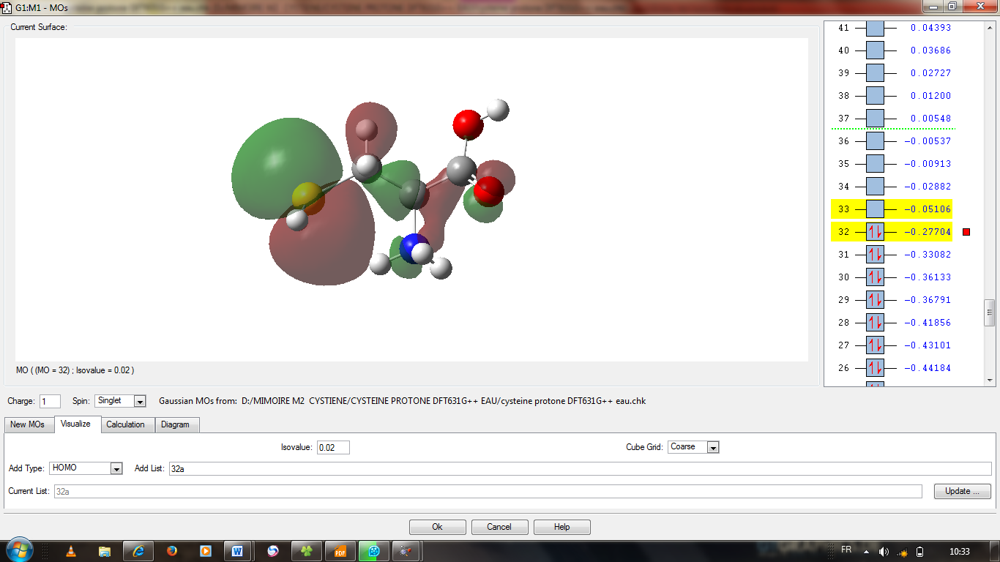 G1:M1 - MOs
Current Surface:
41 0.04393
40 0.03686
39 0.02727
38 0.01200
37 0.00548
36 -0.00537
35 -0.00913
34 -0.02882
33 -0.05106
32 -0.27704
31 -0.33082
30 -0.36133
29 -0.36791
28 -0.41856
27 -0.43101
26 -0.44184
MO ( (MO = 32) ; Isovalue = 0.02 )
Charge: 1 Spin: Singlet Gaussian MOs from: D:/MIMOIRE M2 CYSTIENE/CYSTEINE PROTONE DFT631G++ EAU/cysteine protone DFT631G++ eau.chk
New MOs Visualize Calculation Diagram
Isovalue: 0.02 Cube Grid: Coarse
Add Type: HOMO Add List: 32a
Current List: 32a Update ...
Ok Cancel Help
W PDF FR 10:33